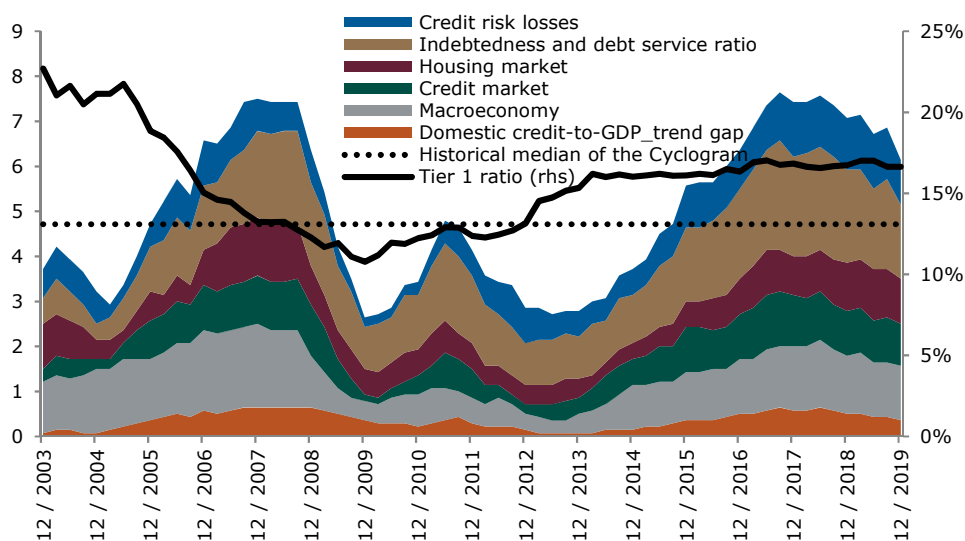 Credit risk losses
Indebtedness and debt service ratio
Housing market
Credit market
Macroeconomy
Domestic credit-to-GDP_trend gap
Historical median of the Cyclogram
Tier 1 ratio (rhs)
9
8
7
6
5
4
3
2
1
0
25%
20%
15%
10%
5%
0%
12 / 2003
12 / 2004
12 / 2005
12 / 2006
12 / 2007
12 / 2008
12 / 2009
12 / 2010
12 / 2011
12 / 2012
12 / 2013
12 / 2014
12 / 2015
12 / 2016
12 / 2017
12 / 2018
12 / 2019